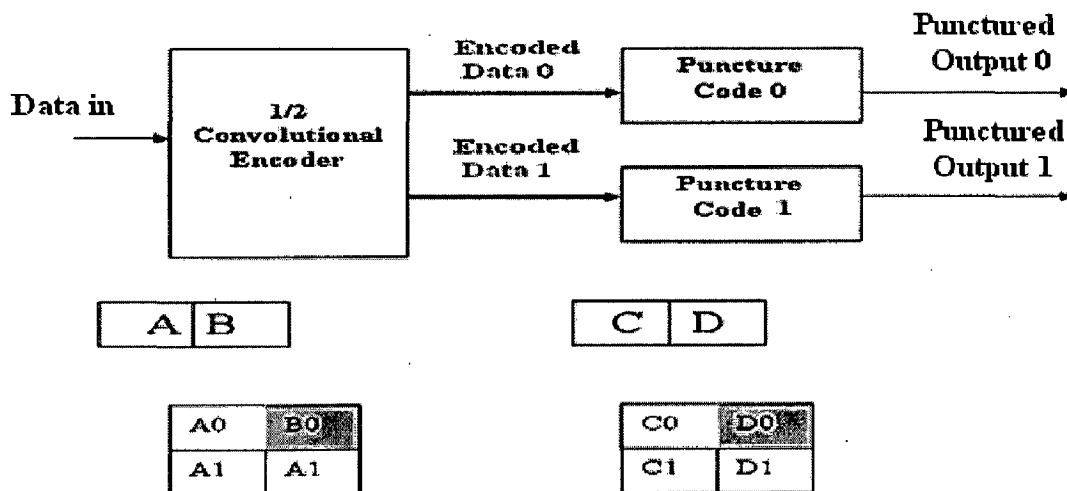 Punctured
Output 0
Encoded
Data 0
Puncture
Code 0
Data in
1/2
Convolutional
Encoder
Punctured
Output 1
Encoded
Data 1
Puncture
Code 1
A B
C D
A0 B0
A1 A1
C0 D0
C1 D1